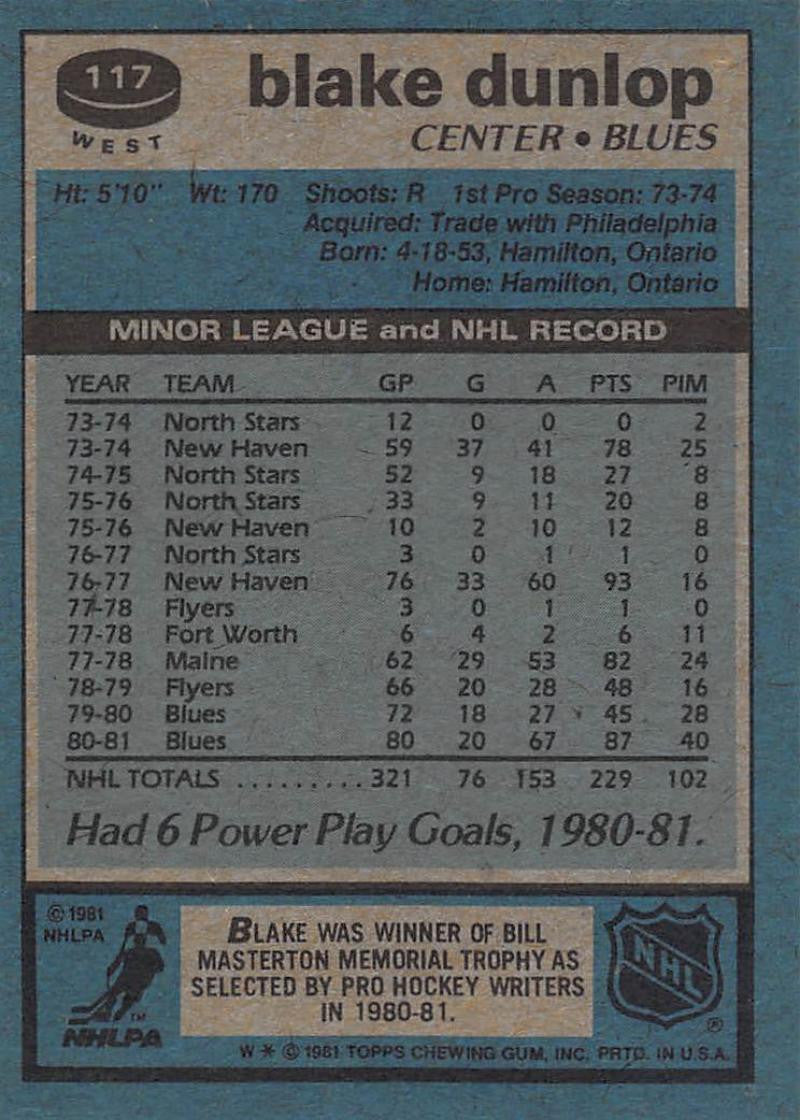 117
WEST
blake dunlop
CENTER • BLUES
Ht: 5'10" Wt: 170 Shoots: R 1st Pro Season: 73-74
Acquired: Trade with Philadelphia
Born: 4-18-53, Hamilton, Ontario
Home: Hamilton, Ontario
MINOR LEAGUE and NHL RECORD
YEAR TEAM GP G A PTS PIM
73-74 North Stars 12 0 0 0 2
73-74 New Haven 59 37 41 78 25
74-75 North Stars 52 9 18 27 8
75-76 North Stars 33 9 11 20 8
75-76 New Haven 10 2 10 12 8
76-77 North Stars 3 0 1 1 0
76-77 New Haven 76 33 60 93 16
77-78 Flyers 3 0 1 1 0
77-78 Fort Worth 6 4 2 6 11
77-78 Maine 62 29 53 82 24
78-79 Flyers 66 20 28 48 16
79-80 Blues 72 18 27 45 28
80-81 Blues 80 20 67 87 40
NHL TOTALS ..........321 76 153 229 102
Had 6 Power Play Goals, 1980-81.
© 1981
NHLPA
NHLPA
TM
BLAKE WAS WINNER OF BILL
MASTERTON MEMORIAL TROPHY AS
SELECTED BY PRO HOCKEY WRITERS
IN 1980-81.
NHL
®
W * © 1981 TOPPS CHEWING GUM, INC. PRTD. IN U.S.A.